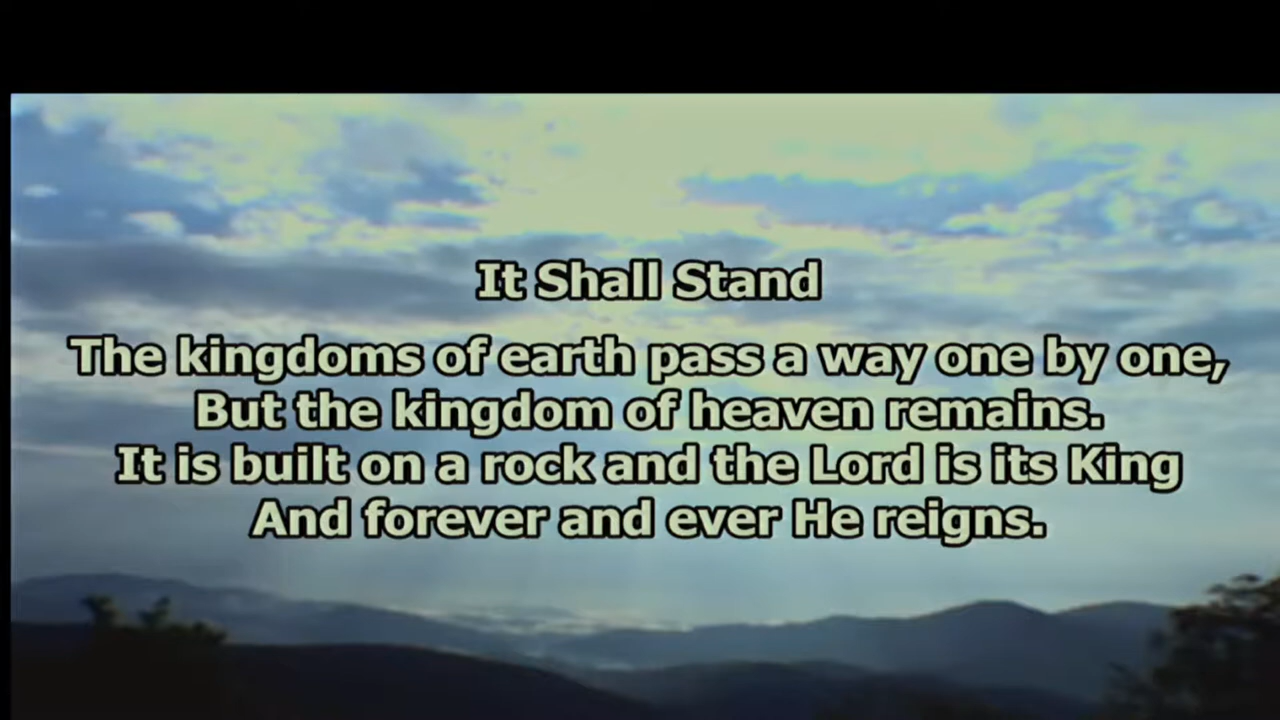 It Shall Stand
The kingdoms of earth pass a way one by one,
But the kingdom of heaven remains.
It is built on a rock and the Lord is its King
And forever and ever He reigns.